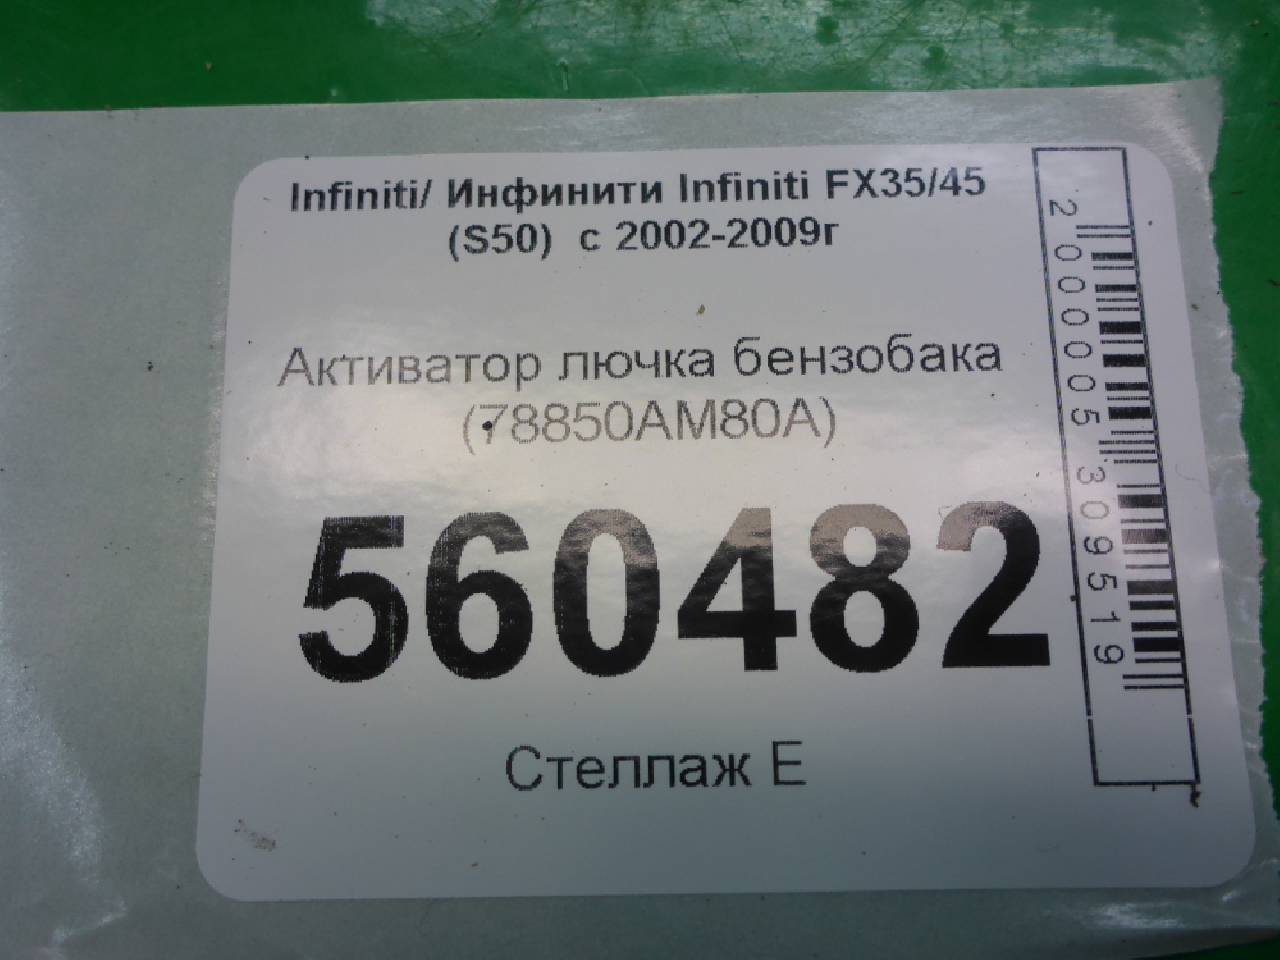 Infiniti/ Инфинити Infiniti FX35/45
(S50) с 2002-2009г
Активатор лючка бензобака
(78850AM80A)
560482
Стеллаж Е
2000005309519